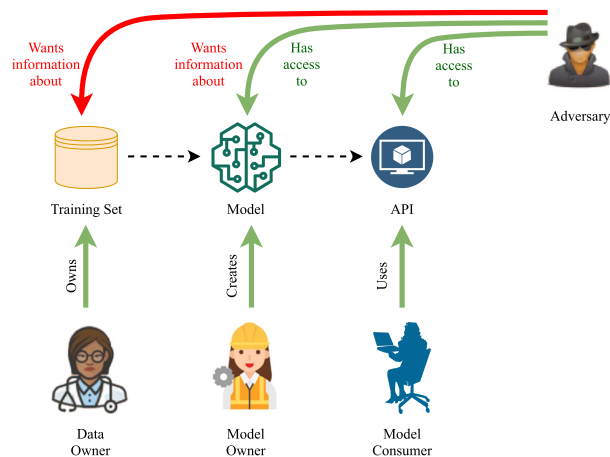 Wants
information
about
Wants
information
about
Has
access
to
Has
access
to
Adversary
Training Set
Model
API
Owns
Creates
Uses
Data
Owner
Model
Owner
Model
Consumer